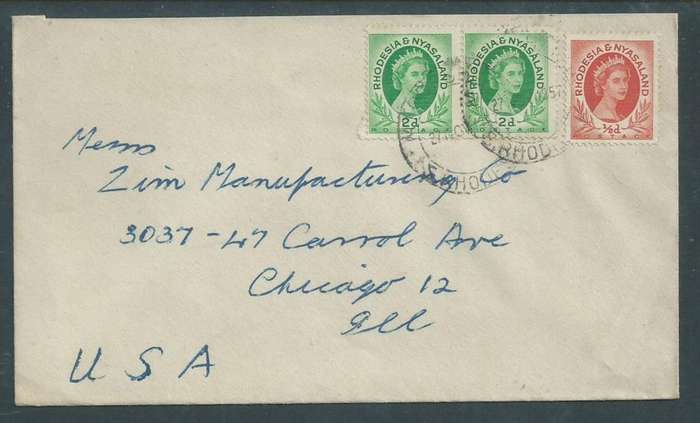 RHODESIA & NYASALAND
2d
POSTAGE
RHODESIA & NYASALAND
2d
POSTAGE
RHODESIA & NYASALAND
½d
POSTAGE
Messrs
Zim Manufacturing Co
3037-47 Carrol Ave
Chicago 12
Ill
U S A